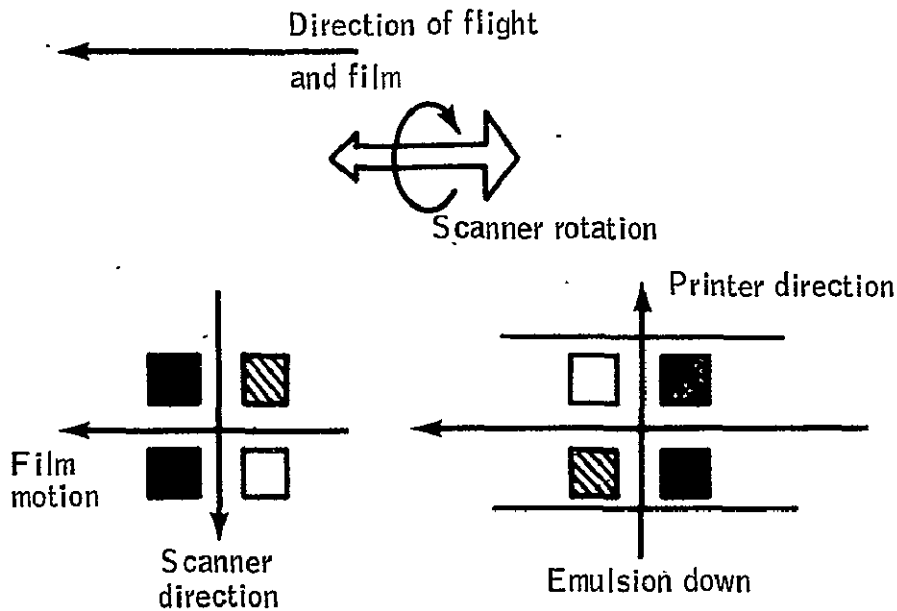 Direction of flight
and film
Scanner rotation
Printer direction
Film
motion
Scanner
direction
Emulsion down